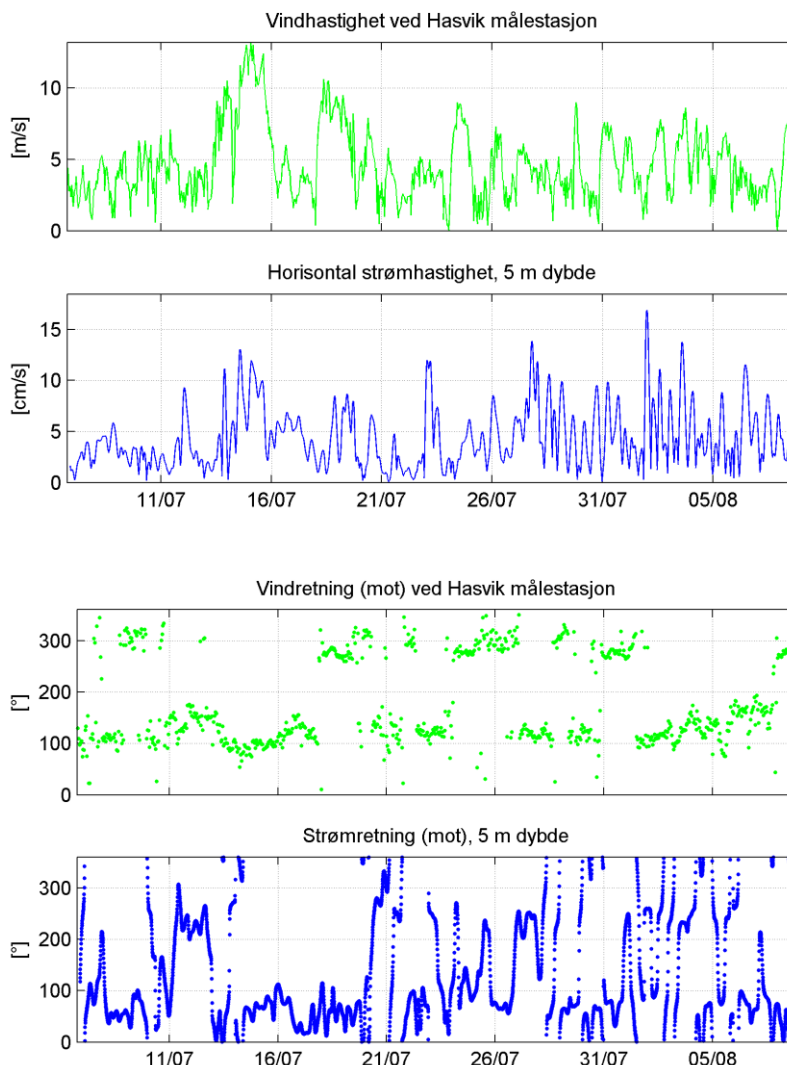 Vindhastighet ved Hasvik målestasjon
10
5
0
[m/s]
Horisontal strømhastighet, 5 m dybde
15
10
5
0
[cm/s]
11/07 16/07 21/07 26/07 31/07 05/08
Vindretning (mot) ved Hasvik målestasjon
300
200
100
0
[°]
Strømretning (mot), 5 m dybde
300
200
100
0
[°]
11/07 16/07 21/07 26/07 31/07 05/08